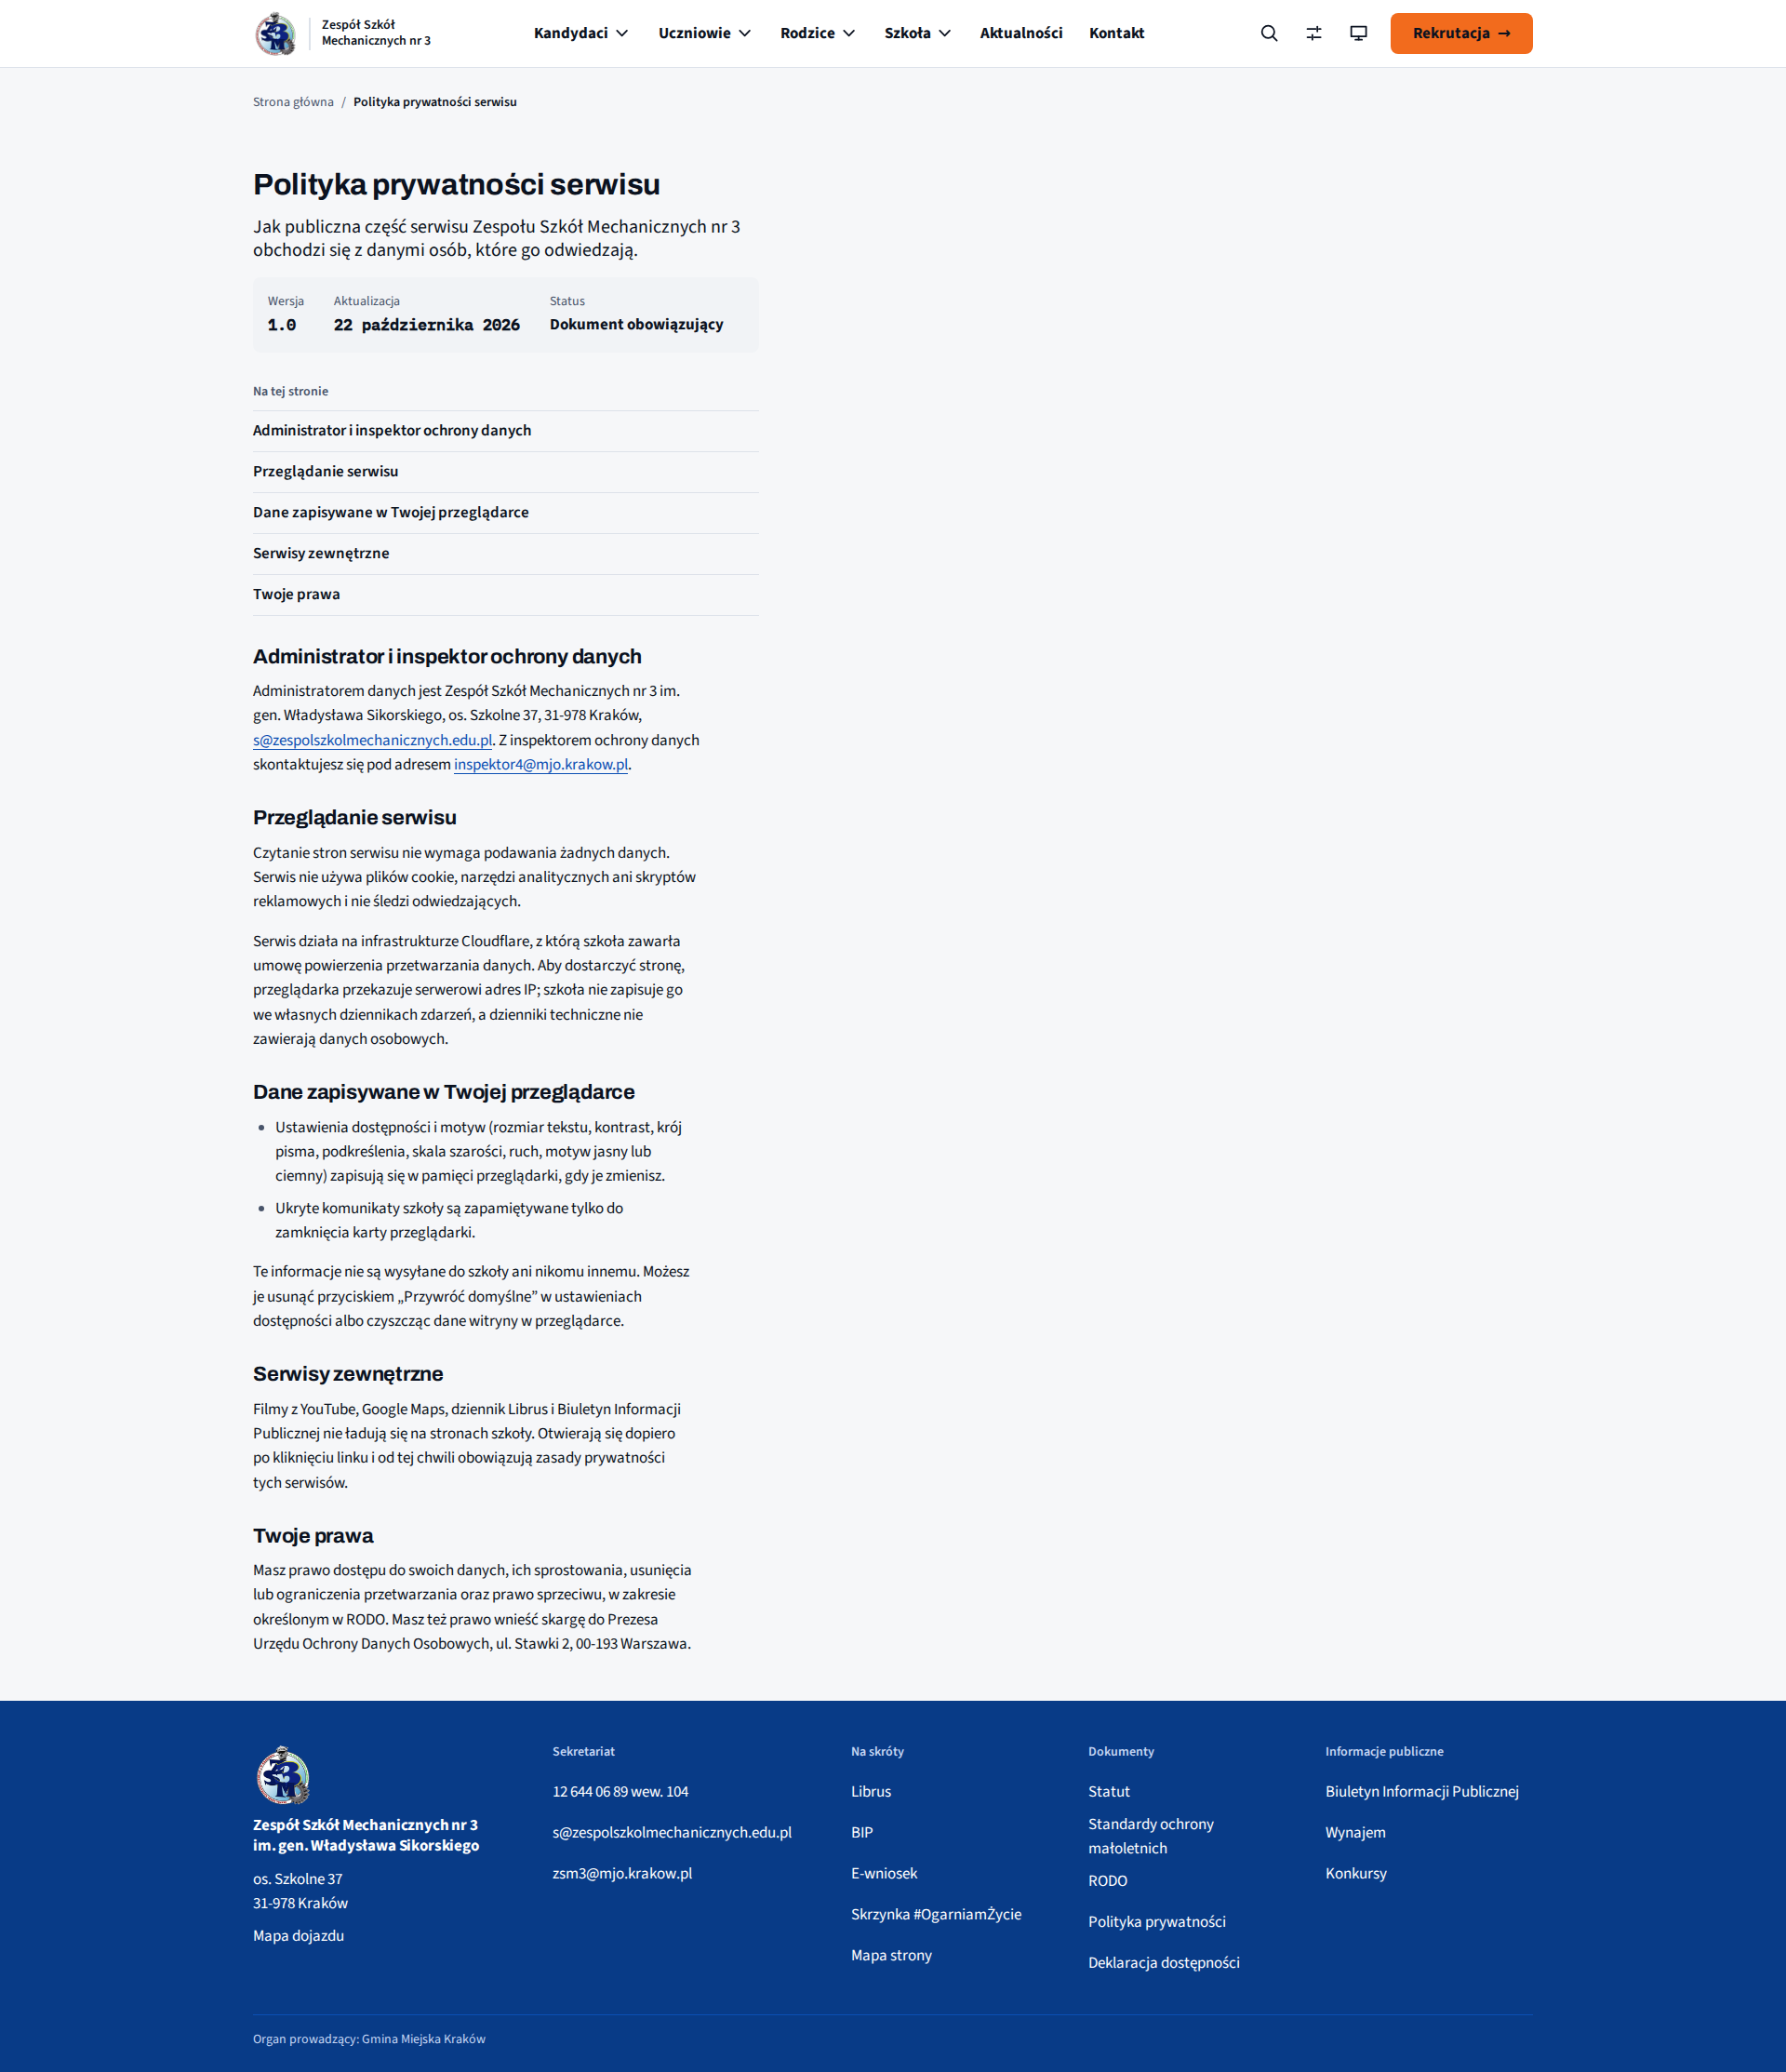 Zespół Szkół
Mechanicznych nr 3
Kandydaci
Uczniowie
Rodzice
Szkoła
Aktualności
Kontakt
Rekrutacja →
Strona główna / Polityka prywatności serwisu
Polityka prywatności serwisu
Jak publiczna część serwisu Zespołu Szkół Mechanicznych nr 3
obchodzi się z danymi osób, które go odwiedzają.
Wersja
1.0
Aktualizacja
22 października 2026
Status
Dokument obowiązujący
Na tej stronie
Administrator i inspektor ochrony danych
Przeglądanie serwisu
Dane zapisywane w Twojej przeglądarce
Serwisy zewnętrzne
Twoje prawa
Administrator i inspektor ochrony danych
Administratorem danych jest Zespół Szkół Mechanicznych nr 3 im.
gen. Władysława Sikorskiego, os. Szkolne 37, 31-978 Kraków,
s@zespolszkolmechanicznych.edu.pl. Z inspektorem ochrony danych
skontaktujesz się pod adresem inspektor4@mjo.krakow.pl.
Przeglądanie serwisu
Czytanie stron serwisu nie wymaga podawania żadnych danych.
Serwis nie używa plików cookie, narzędzi analitycznych ani skryptów
reklamowych i nie śledzi odwiedzających.
Serwis działa na infrastrukturze Cloudflare, z którą szkoła zawarła
umowę powierzenia przetwarzania danych. Aby dostarczyć stronę,
przeglądarka przekazuje serwerowi adres IP; szkoła nie zapisuje go
we własnych dziennikach zdarzeń, a dzienniki techniczne nie
zawierają danych osobowych.
Dane zapisywane w Twojej przeglądarce
• Ustawienia dostępności i motyw (rozmiar tekstu, kontrast, krój
pisma, podkreślenia, skala szarości, ruch, motyw jasny lub
ciemny) zapisują się w pamięci przeglądarki, gdy je zmienisz.
• Ukryte komunikaty szkoły są zapamiętywane tylko do
zamknięcia karty przeglądarki.
Te informacje nie są wysyłane do szkoły ani nikomu innemu. Możesz
je usunąć przyciskiem „Przywróć domyślne” w ustawieniach
dostępności albo czyszcząc dane witryny w przeglądarce.
Serwisy zewnętrzne
Filmy z YouTube, Google Maps, dziennik Librus i Biuletyn Informacji
Publicznej nie ładują się na stronach szkoły. Otwierają się dopiero
po kliknięciu linku i od tej chwili obowiązują zasady prywatności
tych serwisów.
Twoje prawa
Masz prawo dostępu do swoich danych, ich sprostowania, usunięcia
lub ograniczenia przetwarzania oraz prawo sprzeciwu, w zakresie
określonym w RODO. Masz też prawo wnieść skargę do Prezesa
Urzędu Ochrony Danych Osobowych, ul. Stawki 2, 00-193 Warszawa.
Zespół Szkół Mechanicznych nr 3
im. gen. Władysława Sikorskiego
os. Szkolne 37
31-978 Kraków
Mapa dojazdu
Sekretariat
12 644 06 89 wew. 104
s@zespolszkolmechanicznych.edu.pl
zsm3@mjo.krakow.pl
Na skróty
Librus
BIP
E-wniosek
Skrzynka #OgarniamŻycie
Mapa strony
Dokumenty
Statut
Standardy ochrony
małoletnich
RODO
Polityka prywatności
Deklaracja dostępności
Informacje publiczne
Biuletyn Informacji Publicznej
Wynajem
Konkursy
Organ prowadzący: Gmina Miejska Kraków